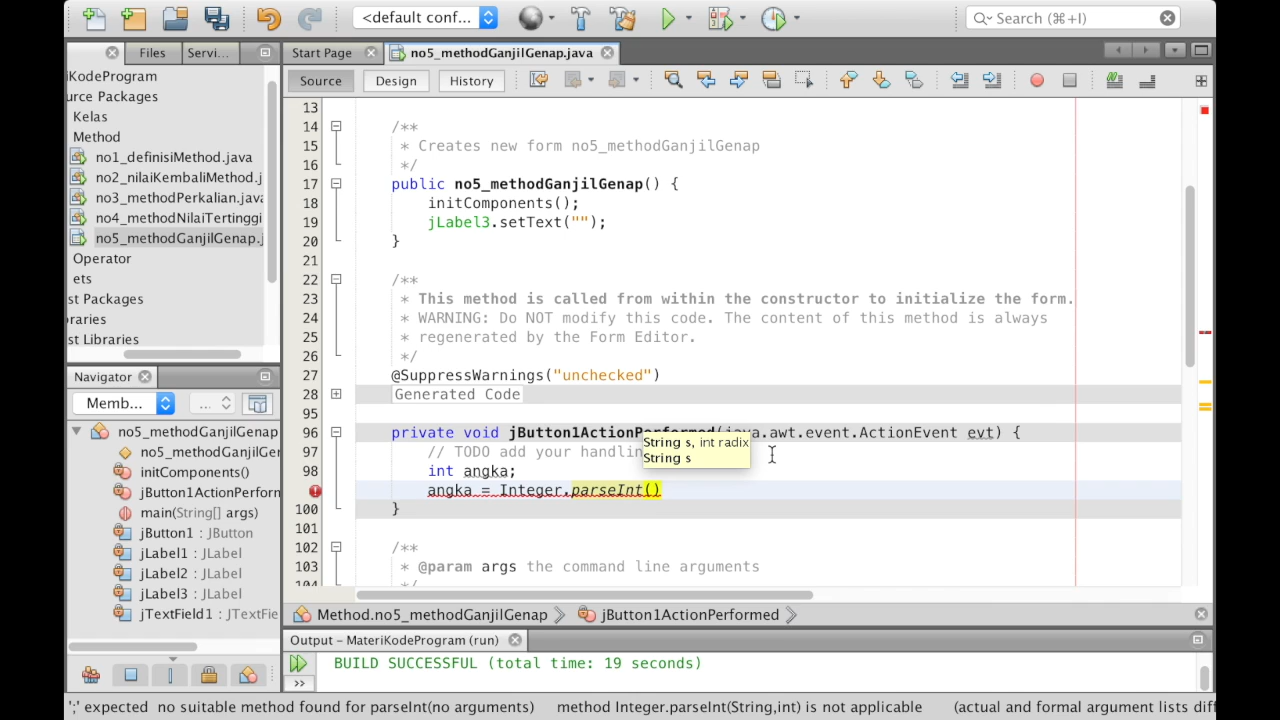 <default conf...
Search (⌘+I)
Files
Servi...
Start Page
no5_methodGanjilGenap.java
Source
Design
History
iKodeProgram
urce Packages
Kelas
Method
no1_definisiMethod.java
no2_nilaiKembaliMethod.j
no3_methodPerkalian.java
no4_methodNilaiTertinggi
no5_methodGanjilGenap.j
Operator
ets
st Packages
raries
st Libraries
13
14 /**
15 * Creates new form no5_methodGanjilGenap
16 */
17 public no5_methodGanjilGenap() {
18 initComponents();
19 jLabel3.setText("");
20 }
21
22 /**
23 * This method is called from within the constructor to initialize the form.
24 * WARNING: Do NOT modify this code. The content of this method is always
25 * regenerated by the Form Editor.
26 */
27 @SuppressWarnings("unchecked")
28 Generated Code
95
96 private void jButton1ActionPerformed(java.awt.event.ActionEvent evt) {
97 // TODO add your handlin
String s, int radix
String s
98 int angka;
angka = Integer.parseInt()
100 }
101
102 /**
103 * @param args the command line arguments
104 */
Navigator
Memb...
...
no5_methodGanjilGenap
no5_methodGanjilGer
initComponents()
jButton1ActionPerforn
main(String[] args)
jButton1 : JButton
jLabel1 : JLabel
jLabel2 : JLabel
jLabel3 : JLabel
jTextField1 : JTextFie
Method.no5_methodGanjilGenap
jButton1ActionPerformed
Output – MateriKodeProgram (run)
BUILD SUCCESSFUL (total time: 19 seconds)
>>
';' expected no suitable method found for parseInt(no arguments) method Integer.parseInt(String,int) is not applicable (actual and formal argument lists diff